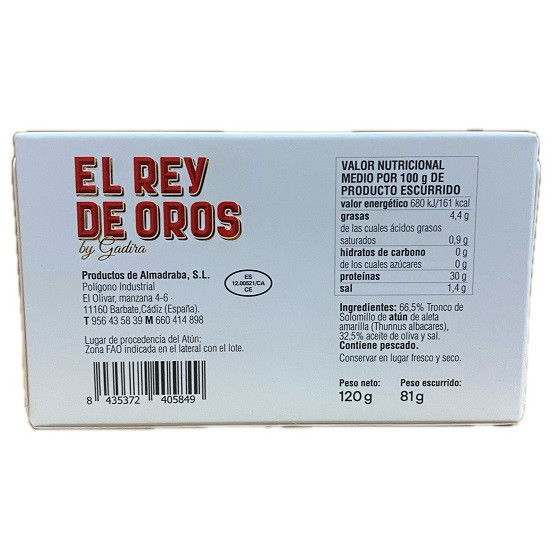 EL REY
DE OROS
by Gadira
Productos de Almadraba, S.L.
Polígono Industrial
El Olivar, manzana 4-6 -
11160 Barbate,Cádiz (España).
T 956 43 58 39 M 660 414 898
ES
12.00521/CA
CE
Lugar de procedencia del Atún:
Zona FAO indicada en el lateral con el lote.
8 435372 405849
VALOR NUTRICIONAL
MEDIO POR 100 g DE
PRODUCTO ESCURRIDO
valor energético 680 kJ/161 kcal
grasas 4,4 g
de las cuales ácidos grasos
saturados 0,9 g
hidratos de carbono 0 g
de los cuales azúcares 0 g
proteínas 30 g
sal 1,4 g
Ingredientes: 66,5% Tronco de
Solomillo de atún de aleta
amarilla (Thunnus albacares),
32,5% aceite de oliva y sal.
Contiene pescado.
Conservar en lugar fresco y seco.
Peso neto: Peso escurrido:
120 g 81 g